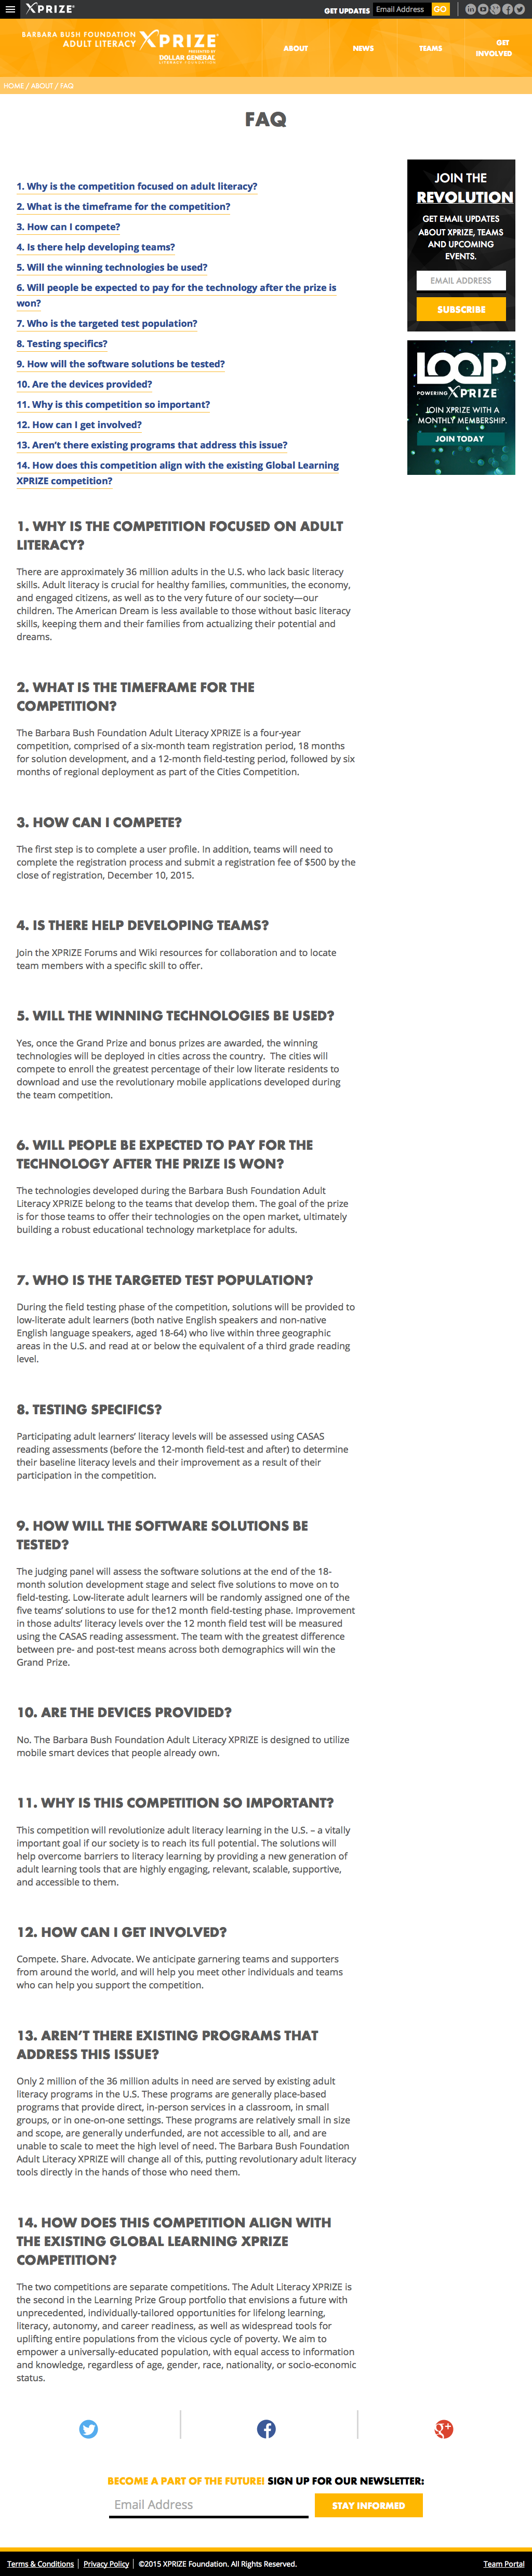 XPRIZE
GET UPDATES
Email Address
GO
BARBARA BUSH FOUNDATION
ADULT LITERACY
XPRIZE
PRESENTED BY
DOLLAR GENERAL
LITERACY FOUNDATION
ABOUT
NEWS
TEAMS
GET
INVOLVED
HOME / ABOUT / FAQ
FAQ
1. Why is the competition focused on adult literacy?
2. What is the timeframe for the competition?
3. How can I compete?
4. Is there help developing teams?
5. Will the winning technologies be used?
6. Will people be expected to pay for the technology after the prize is
won?
7. Who is the targeted test population?
8. Testing specifics?
9. How will the software solutions be tested?
10. Are the devices provided?
11. Why is this competition so important?
12. How can I get involved?
13. Aren’t there existing programs that address this issue?
14. How does this competition align with the existing Global Learning
XPRIZE competition?
JOIN THE
REVOLUTION
GET EMAIL UPDATES
ABOUT XPRIZE, TEAMS
AND UPCOMING
EVENTS.
EMAIL ADDRESS
SUBSCRIBE
LOOP
POWERING XPRIZE
JOIN XPRIZE WITH A
MONTHLY MEMBERSHIP.
JOIN TODAY
1. WHY IS THE COMPETITION FOCUSED ON ADULT
LITERACY?
There are approximately 36 million adults in the U.S. who lack basic literacy
skills. Adult literacy is crucial for healthy families, communities, the economy,
and engaged citizens, as well as to the very future of our society—our
children. The American Dream is less available to those without basic literacy
skills, keeping them and their families from actualizing their potential and
dreams.
2. WHAT IS THE TIMEFRAME FOR THE
COMPETITION?
The Barbara Bush Foundation Adult Literacy XPRIZE is a four-year
competition, comprised of a six-month team registration period, 18 months
for solution development, and a 12-month field-testing period, followed by six
months of regional deployment as part of the Cities Competition.
3. HOW CAN I COMPETE?
The first step is to complete a user profile. In addition, teams will need to
complete the registration process and submit a registration fee of $500 by the
close of registration, December 10, 2015.
4. IS THERE HELP DEVELOPING TEAMS?
Join the XPRIZE Forums and Wiki resources for collaboration and to locate
team members with a specific skill to offer.
5. WILL THE WINNING TECHNOLOGIES BE USED?
Yes, once the Grand Prize and bonus prizes are awarded, the winning
technologies will be deployed in cities across the country. The cities will
compete to enroll the greatest percentage of their low literate residents to
download and use the revolutionary mobile applications developed during
the team competition.
6. WILL PEOPLE BE EXPECTED TO PAY FOR THE
TECHNOLOGY AFTER THE PRIZE IS WON?
The technologies developed during the Barbara Bush Foundation Adult
Literacy XPRIZE belong to the teams that develop them. The goal of the prize
is for those teams to offer their technologies on the open market, ultimately
building a robust educational technology marketplace for adults.
7. WHO IS THE TARGETED TEST POPULATION?
During the field testing phase of the competition, solutions will be provided to
low-literate adult learners (both native English speakers and non-native
English language speakers, aged 18-64) who live within three geographic
areas in the U.S. and read at or below the equivalent of a third grade reading
level.
8. TESTING SPECIFICS?
Participating adult learners’ literacy levels will be assessed using CASAS
reading assessments (before the 12-month field-test and after) to determine
their baseline literacy levels and their improvement as a result of their
participation in the competition.
9. HOW WILL THE SOFTWARE SOLUTIONS BE
TESTED?
The judging panel will assess the software solutions at the end of the 18-
month solution development stage and select five solutions to move on to
field-testing. Low-literate adult learners will be randomly assigned one of the
five teams’ solutions to use for the12 month field-testing phase. Improvement
in those adults’ literacy levels over the 12 month field test will be measured
using the CASAS reading assessment. The team with the greatest difference
between pre- and post-test means across both demographics will win the
Grand Prize.
10. ARE THE DEVICES PROVIDED?
No. The Barbara Bush Foundation Adult Literacy XPRIZE is designed to utilize
mobile smart devices that people already own.
11. WHY IS THIS COMPETITION SO IMPORTANT?
This competition will revolutionize adult literacy learning in the U.S. – a vitally
important goal if our society is to reach its full potential. The solutions will
help overcome barriers to literacy learning by providing a new generation of
adult learning tools that are highly engaging, relevant, scalable, supportive,
and accessible to them.
12. HOW CAN I GET INVOLVED?
Compete. Share. Advocate. We anticipate garnering teams and supporters
from around the world, and will help you meet other individuals and teams
who can help you support the competition.
13. AREN’T THERE EXISTING PROGRAMS THAT
ADDRESS THIS ISSUE?
Only 2 million of the 36 million adults in need are served by existing adult
literacy programs in the U.S. These programs are generally place-based
programs that provide direct, in-person services in a classroom, in small
groups, or in one-on-one settings. These programs are relatively small in size
and scope, are generally underfunded, are not accessible to all, and are
unable to scale to meet the high level of need. The Barbara Bush Foundation
Adult Literacy XPRIZE will change all of this, putting revolutionary adult literacy
tools directly in the hands of those who need them.
14. HOW DOES THIS COMPETITION ALIGN WITH
THE EXISTING GLOBAL LEARNING XPRIZE
COMPETITION?
The two competitions are separate competitions. The Adult Literacy XPRIZE is
the second in the Learning Prize Group portfolio that envisions a future with
unprecedented, individually-tailored opportunities for lifelong learning,
literacy, autonomy, and career readiness, as well as widespread tools for
uplifting entire populations from the vicious cycle of poverty. We aim to
empower a universally-educated population, with equal access to information
and knowledge, regardless of age, gender, race, nationality, or socio-economic
status.
BECOME A PART OF THE FUTURE! SIGN UP FOR OUR NEWSLETTER:
Email Address
STAY INFORMED
Terms & Conditions | Privacy Policy | ©2015 XPRIZE Foundation. All Rights Reserved.
Team Portal